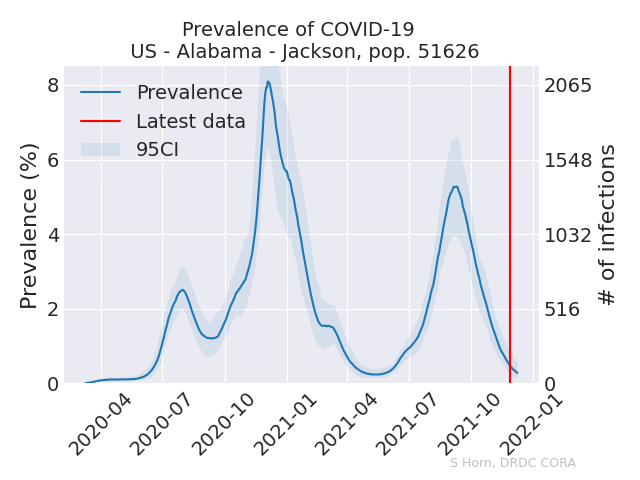 Prevalence of COVID-19
US - Alabama - Jackson, pop. 51626
Prevalence
Latest data
95CI
Prevalence (%)
8
6
4
2
0
# of infections
2065
1548
1032
516
0
2020-04
2020-07
2020-10
2021-01
2021-04
2021-07
2021-10
2022-01
S Horn, DRDC CORA